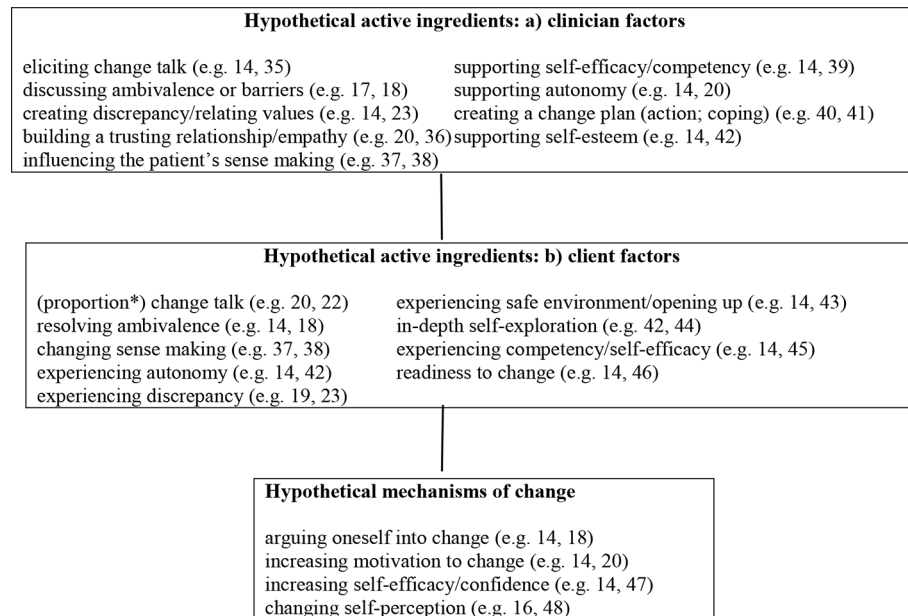 Hypothetical active ingredients: a) clinician factors
eliciting change talk (e.g. 14, 35)
discussing ambivalence or barriers (e.g. 17, 18)
creating discrepancy/relating values (e.g. 14, 23)
building a trusting relationship/empathy (e.g. 20, 36)
influencing the patient's sense making (e.g. 37, 38)
supporting self-efficacy/competency (e.g. 14, 39)
supporting autonomy (e.g. 14, 20)
creating a change plan (action; coping) (e.g. 40, 41)
supporting self-esteem (e.g. 14, 42)
Hypothetical active ingredients: b) client factors
(proportion*) change talk (e.g. 20, 22)
resolving ambivalence (e.g. 14, 18)
changing sense making (e.g. 37, 38)
experiencing autonomy (e.g. 14, 42)
experiencing discrepancy (e.g. 19, 23)
experiencing safe environment/opening up (e.g. 14, 43)
in-depth self-exploration (e.g. 42, 44)
experiencing competency/self-efficacy (e.g. 14, 45)
readiness to change (e.g. 14, 46)
Hypothetical mechanisms of change
arguing oneself into change (e.g. 14, 18)
increasing motivation to change (e.g. 14, 20)
increasing self-efficacy/confidence (e.g. 14, 47)
changing self-perception (e.g. 16, 48)